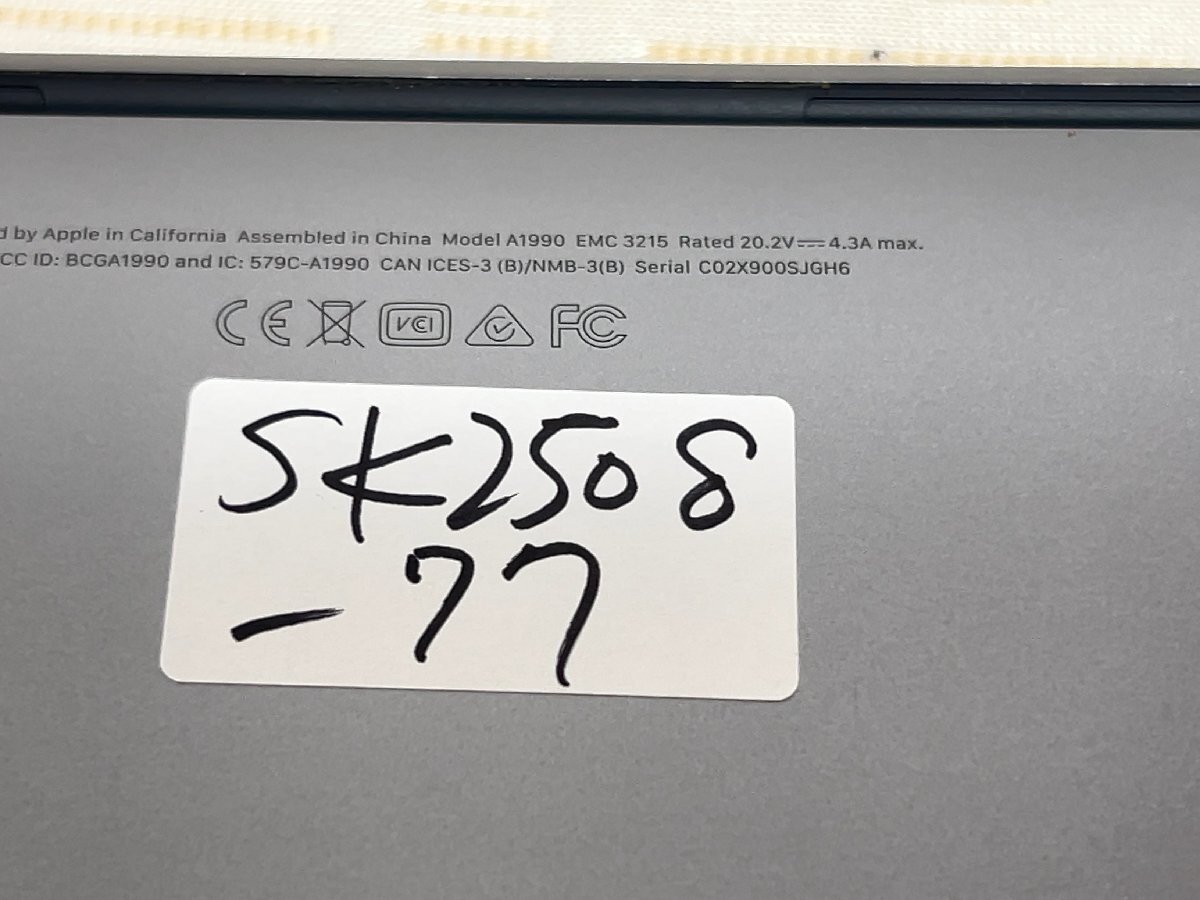 d by Apple in California Assembled in China Model A1990 EMC 3215 Rated 20.2V⎓4.3A max.
CC ID: BCGA1990 and IC: 579C-A1990 CAN ICES-3 (B)/NMB-3(B) Serial C02X900SJGH6
CE VCI FC
SK2508
-77